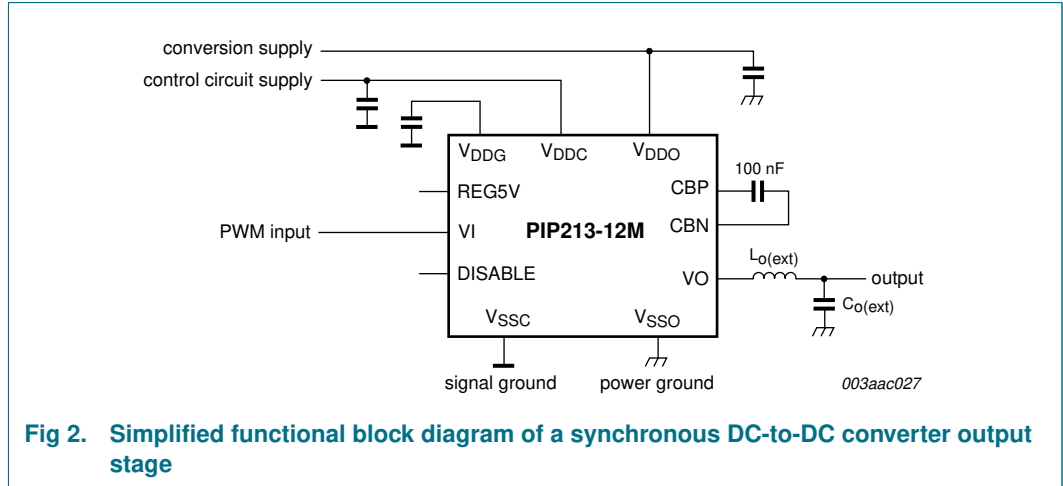 conversion supply
control circuit supply
VDDG VDDC VDDO
100 nF
REG5V
CBP
PWM input
VI
PIP213-12M
CBN
DISABLE
VO
Lo(ext)
output
Co(ext)
VSSC VSSO
signal ground power ground
003aac027
Fig 2. Simplified functional block diagram of a synchronous DC-to-DC converter output
stage